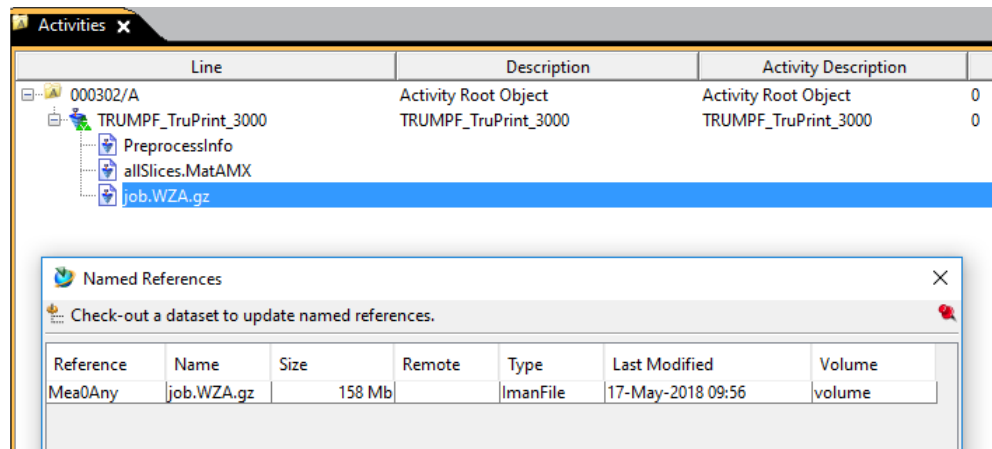 Activities
Line Description Activity Description
000302/A Activity Root Object Activity Root Object 0
TRUMPF_TruPrint_3000 TRUMPF_TruPrint_3000 TRUMPF_TruPrint_3000 0
PreprocessInfo
allSlices.MatAMX
job.WZA.gz
Named References
Check-out a dataset to update named references.
Reference Name Size Remote Type Last Modified Volume
Mea0Any job.WZA.gz 158 Mb ImanFile 17-May-2018 09:56 volume